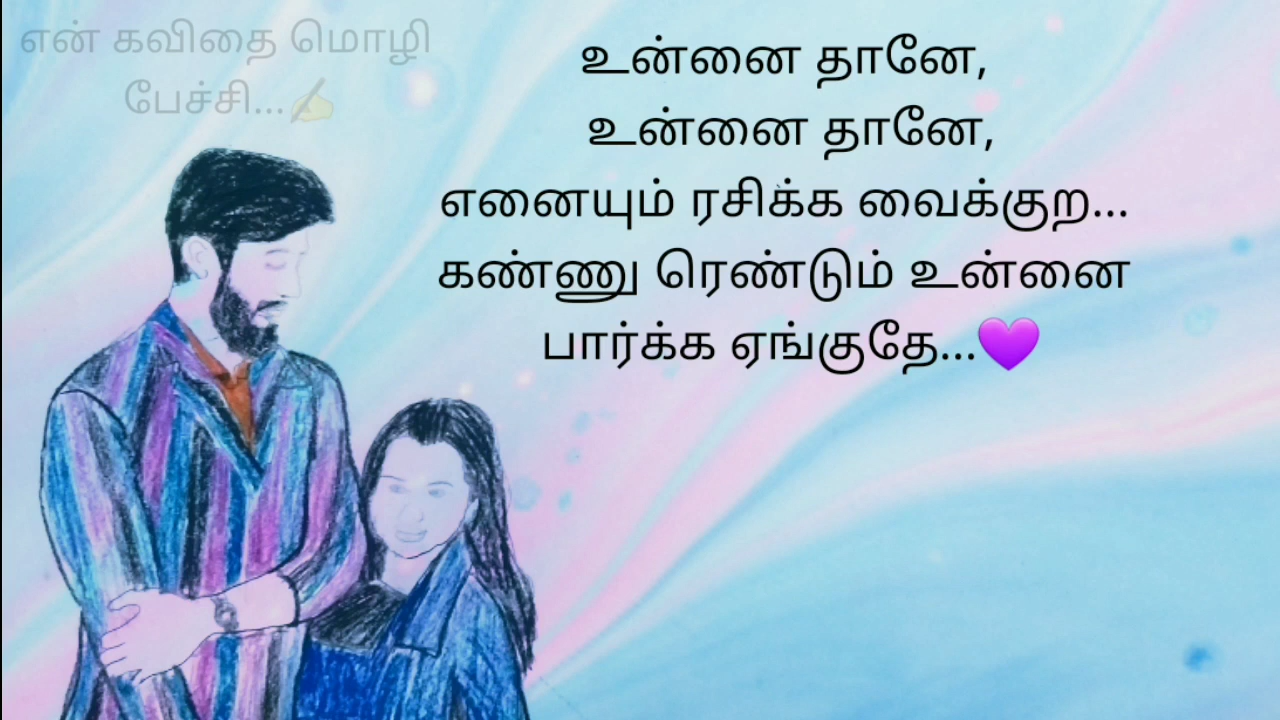 என் கவிதை மொழி
பேச்சி...✍️
உன்னை தானே,
உன்னை தானே,
எனையும் ரசிக்க வைக்குற...
கண்ணு ரெண்டும் உன்னை
பார்க்க ஏங்குதே...💜